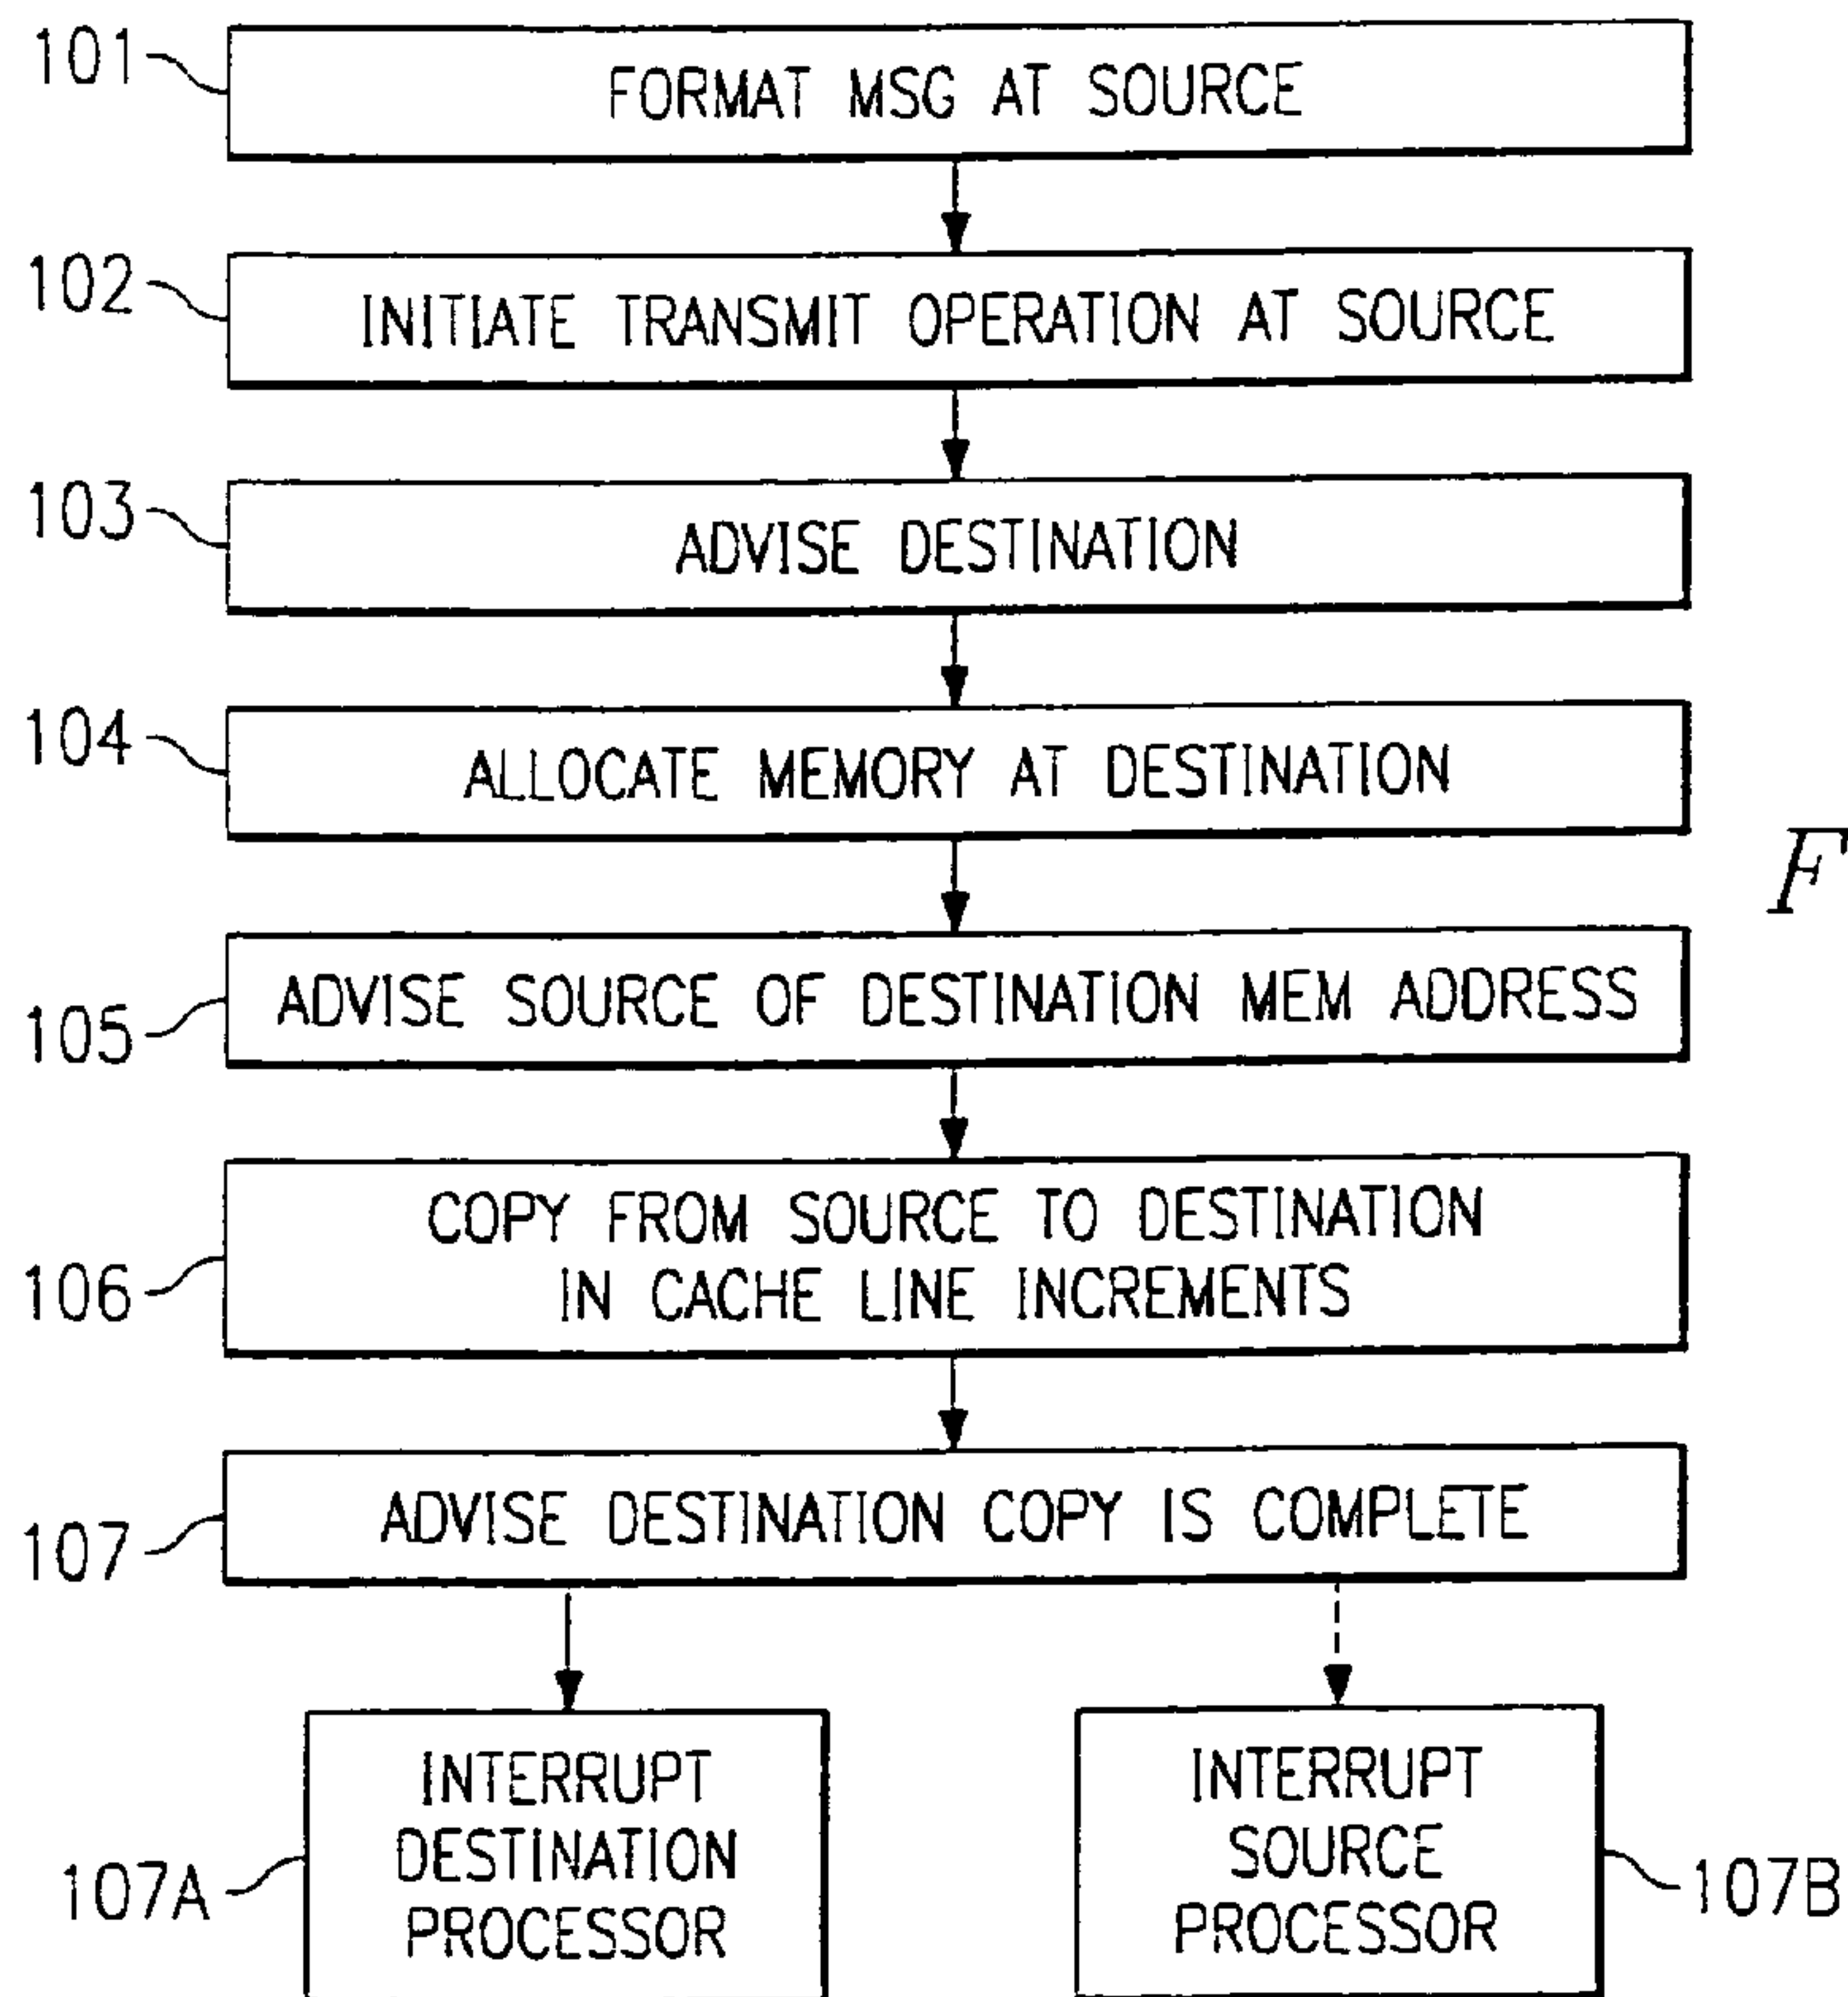 101
FORMAT MSG AT SOURCE
102
INITIATE TRANSMIT OPERATION AT SOURCE
103
ADVISE DESTINATION
104
ALLOCATE MEMORY AT DESTINATION
F
105
ADVISE SOURCE OF DESTINATION MEM ADDRESS
106
COPY FROM SOURCE TO DESTINATION
IN CACHE LINE INCREMENTS
107
ADVISE DESTINATION COPY IS COMPLETE
107A
INTERRUPT
DESTINATION
PROCESSOR
INTERRUPT
SOURCE
PROCESSOR
107B